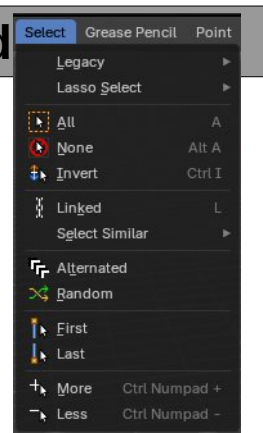 d
Select Grease Pencil Point
Legacy
Lasso Select
All A
None Alt A
Invert Ctrl I
Linked L
Select Similar
Alternated
Random
First
Last
More Ctrl Numpad +
Less Ctrl Numpad -